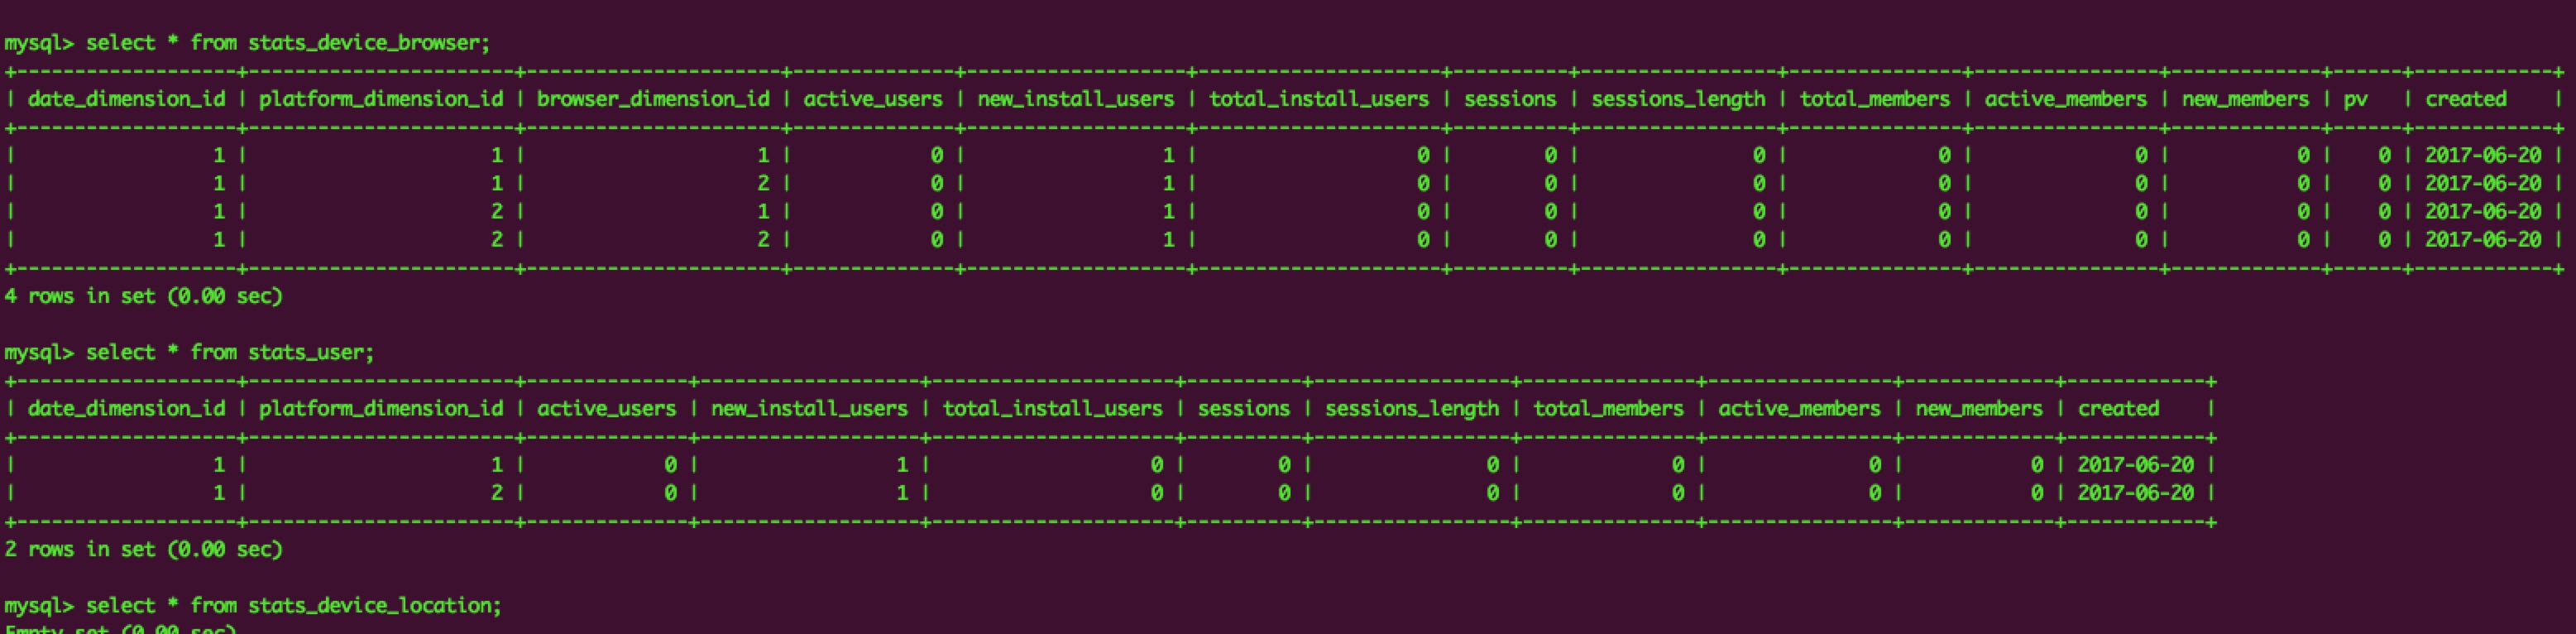 mysql> select * from stats_device_browser;
+-------------------+-----------------------+----------------------+--------------+-------------------+---------------------+----------+-----------------+---------------+----------------+-------------+------+------------+
| date_dimension_id | platform_dimension_id | browser_dimension_id | active_users | new_install_users | total_install_users | sessions | sessions_length | total_members | active_members | new_members | pv   | created    |
+-------------------+-----------------------+----------------------+--------------+-------------------+---------------------+----------+-----------------+---------------+----------------+-------------+------+------------+
|                 1 |                     1 |                    1 |            0 |                 1 |                   0 |        0 |               0 |             0 |              0 |           0 |    0 | 2017-06-20 |
|                 1 |                     1 |                    2 |            0 |                 1 |                   0 |        0 |               0 |             0 |              0 |           0 |    0 | 2017-06-20 |
|                 1 |                     2 |                    1 |            0 |                 1 |                   0 |        0 |               0 |             0 |              0 |           0 |    0 | 2017-06-20 |
|                 1 |                     2 |                    2 |            0 |                 1 |                   0 |        0 |               0 |             0 |              0 |           0 |    0 | 2017-06-20 |
+-------------------+-----------------------+----------------------+--------------+-------------------+---------------------+----------+-----------------+---------------+----------------+-------------+------+------------+
4 rows in set (0.00 sec)
mysql> select * from stats_user;
+-------------------+-----------------------+--------------+-------------------+---------------------+----------+-----------------+---------------+----------------+-------------+------------+
| date_dimension_id | platform_dimension_id | active_users | new_install_users | total_install_users | sessions | sessions_length | total_members | active_members | new_members | created    |
+-------------------+-----------------------+--------------+-------------------+---------------------+----------+-----------------+---------------+----------------+-------------+------------+
|                 1 |                     1 |            0 |                 1 |                   0 |        0 |               0 |             0 |              0 |           0 | 2017-06-20 |
|                 1 |                     2 |            0 |                 1 |                   0 |        0 |               0 |             0 |              0 |           0 | 2017-06-20 |
+-------------------+-----------------------+--------------+-------------------+---------------------+----------+-----------------+---------------+----------------+-------------+------------+
2 rows in set (0.00 sec)
mysql> select * from stats_device_location;
Empty set (0.00 sec)